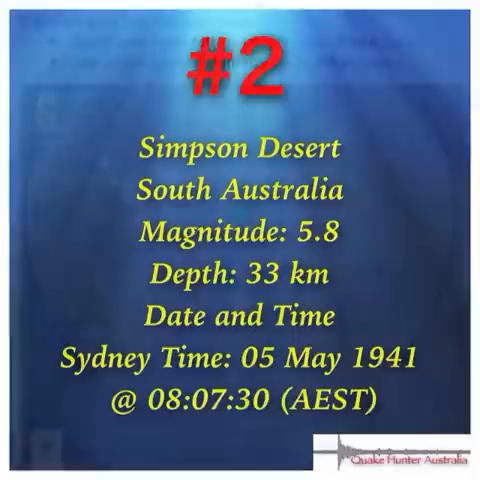 #2
Simpson Desert
South Australia
Magnitude: 5.8
Depth: 33 km
Date and Time
Sydney Time: 05 May 1941
@ 08:07:30 (AEST)
Quake Hunter Australia